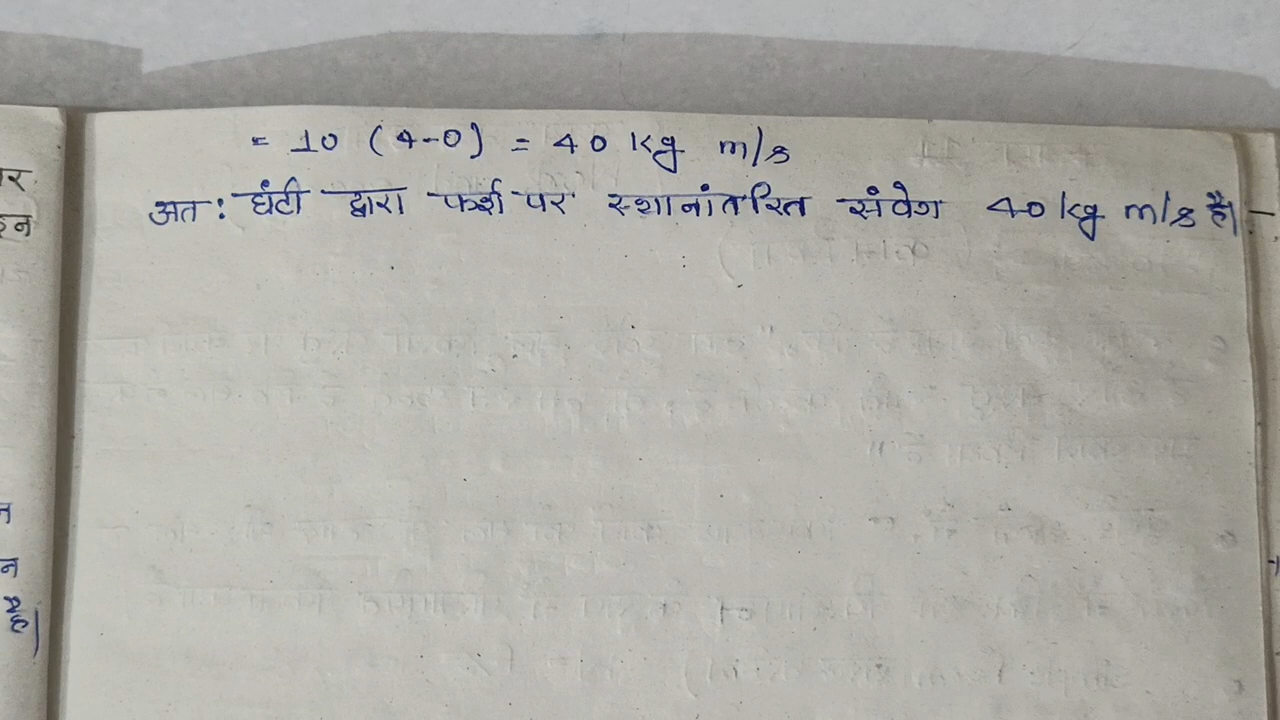 = 10 (4-0) = 40 kg m/s
अत: घंटी द्वारा फर्श पर स्थानांतरित संवेग 40 kg m/s है।